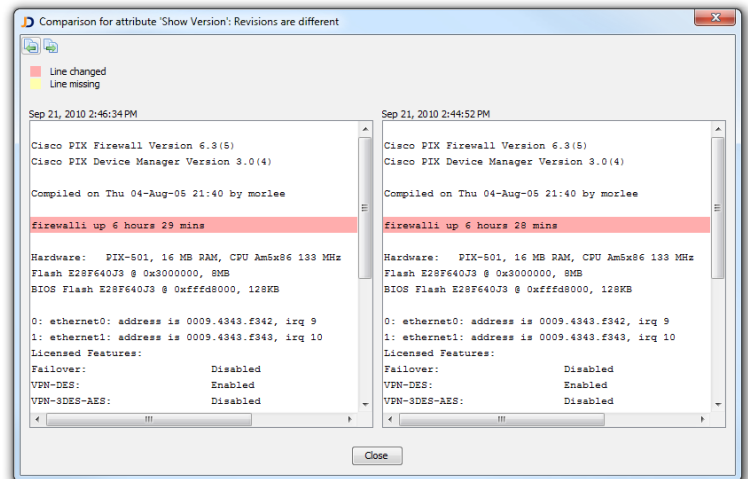 Comparison for attribute 'Show Version': Revisions are different
Line changed
Line missing
Sep 21, 2010 2:46:34 PM
Cisco PIX Firewall Version 6.3(5)
Cisco PIX Device Manager Version 3.0(4)
Compiled on Thu 04-Aug-05 21:40 by morlee
firewalli up 6 hours 29 mins
Hardware: PIX-501, 16 MB RAM, CPU Am5x86 133 MHz
Flash E28F640J3 @ 0x3000000, 8MB
BIOS Flash E28F640J3 @ 0xfffd8000, 128KB
0: ethernet0: address is 0009.4343.f342, irq 9
1: ethernet1: address is 0009.4343.f343, irq 10
Licensed Features:
Failover: Disabled
VPN-DES: Enabled
VPN-3DES-AES: Disabled
Sep 21, 2010 2:44:52 PM
Cisco PIX Firewall Version 6.3(5)
Cisco PIX Device Manager Version 3.0(4)
Compiled on Thu 04-Aug-05 21:40 by morlee
firewalli up 6 hours 28 mins
Hardware: PIX-501, 16 MB RAM, CPU Am5x86 133 MHz
Flash E28F640J3 @ 0x3000000, 8MB
BIOS Flash E28F640J3 @ 0xfffd8000, 128KB
0: ethernet0: address is 0009.4343.f342, irq 9
1: ethernet1: address is 0009.4343.f343, irq 10
Licensed Features:
Failover: Disabled
VPN-DES: Enabled
VPN-3DES-AES: Disabled
Close